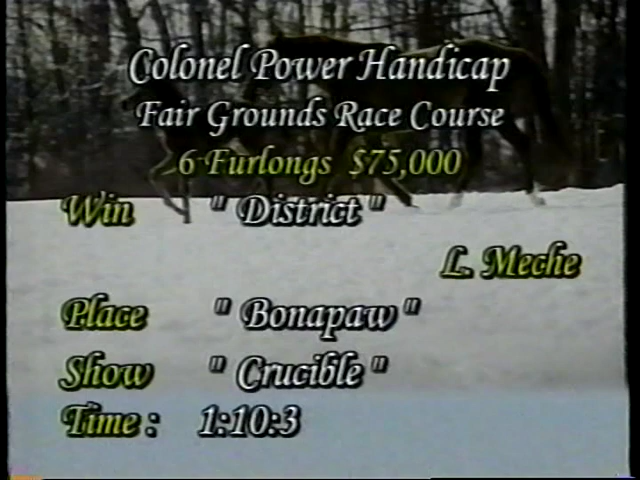 Colonel Power Handicap
Fair Grounds Race Course
6 Furlongs $75,000
Win " District "
L. Meche
Place " Bonapaw "
Show " Crucible "
Time : 1:10:3